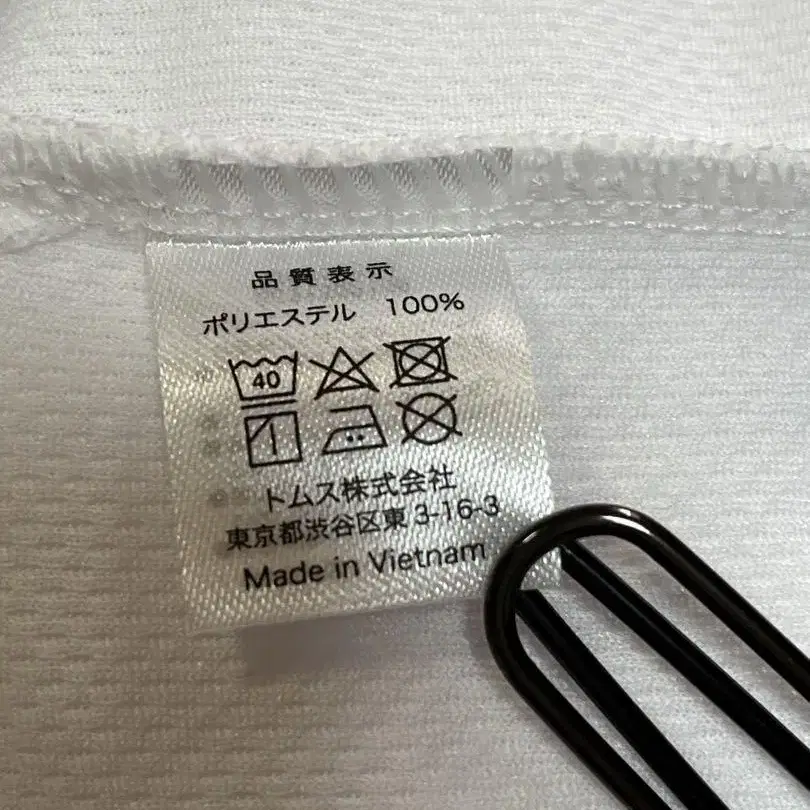 品質表示
ポリエステル 100%
40
トムス株式会社
東京都渋谷区東3-16-3
Made in Vietnam